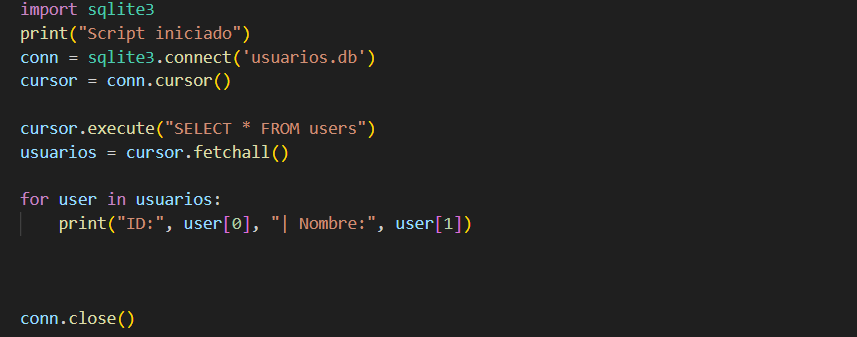 import sqlite3
print("Script iniciado")
conn = sqlite3.connect('usuarios.db')
cursor = conn.cursor()
cursor.execute("SELECT * FROM users")
usuarios = cursor.fetchall()
for user in usuarios:
    print("ID:", user[0], "| Nombre:", user[1])
conn.close()